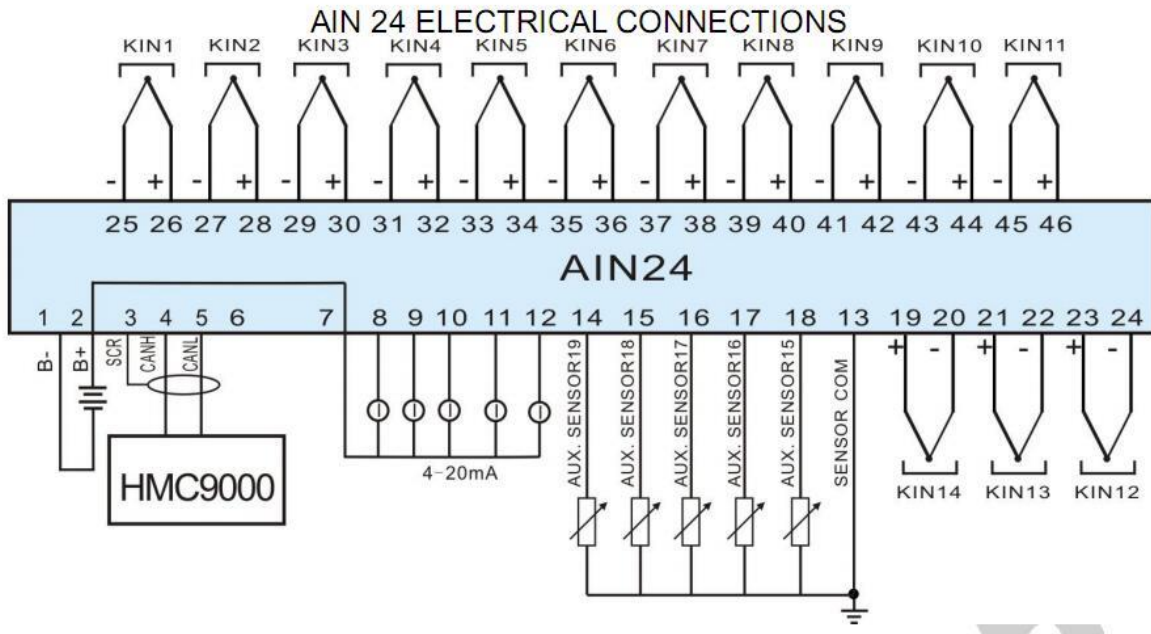 AIN 24 ELECTRICAL CONNECTIONS
KIN1 KIN2 KIN3 KIN4 KIN5 KIN6 KIN7 KIN8 KIN9 KIN10 KIN11
- + - + - + - + - + - + - + - + - + - + - +
25 26 27 28 29 30 31 32 33 34 35 36 37 38 39 40 41 42 43 44 45 46
AIN24
1 2 3 4 5 6 7 8 9 10 11 12 14 15 16 17 18 13 19 20 21 22 23 24
+ - + - + -
B-
B+
SCR
CANH
CANL
HMC9000
4-20mA
AUX. SENSOR19
AUX. SENSOR18
AUX. SENSOR17
AUX. SENSOR16
AUX. SENSOR15
SENSOR COM
KIN14 KIN13 KIN12